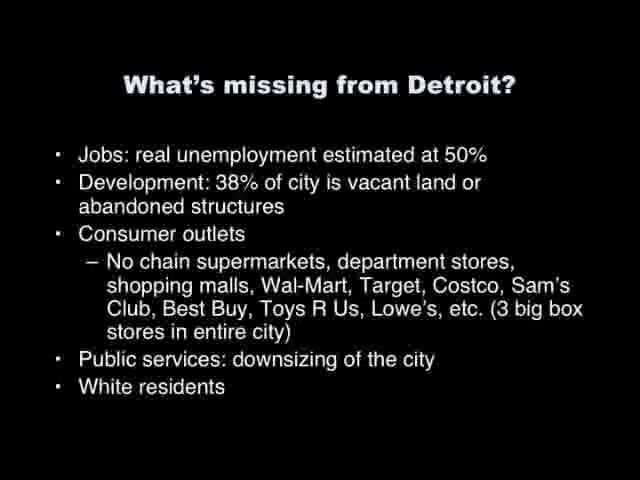 What's missing from Detroit?
• Jobs: real unemployment estimated at 50%
• Development: 38% of city is vacant land or
abandoned structures
• Consumer outlets
– No chain supermarkets, department stores,
shopping malls, Wal-Mart, Target, Costco, Sam's
Club, Best Buy, Toys R Us, Lowe's, etc. (3 big box
stores in entire city)
• Public services: downsizing of the city
• White residents